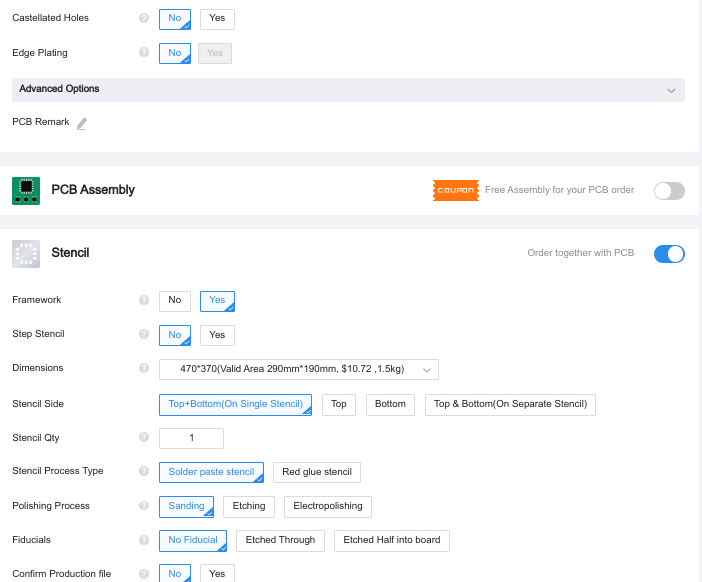 Castellated Holes ? No Yes
Edge Plating ? No Yes
Advanced Options
PCB Remark
PCB Assembly COUPON Free Assembly for your PCB order
Stencil Order together with PCB
Framework ? No Yes
Step Stencil ? No Yes
Dimensions ? 470*370(Valid Area 290mm*190mm, $10.72 ,1.5kg)
Stencil Side ? Top+Bottom(On Single Stencil) Top Bottom Top & Bottom(On Separate Stencil)
Stencil Qty ? 1
Stencil Process Type ? Solder paste stencil Red glue stencil
Polishing Process ? Sanding Etching Electropolishing
Fiducials ? No Fiducial Etched Through Etched Half into board
Confirm Production file ? No Yes